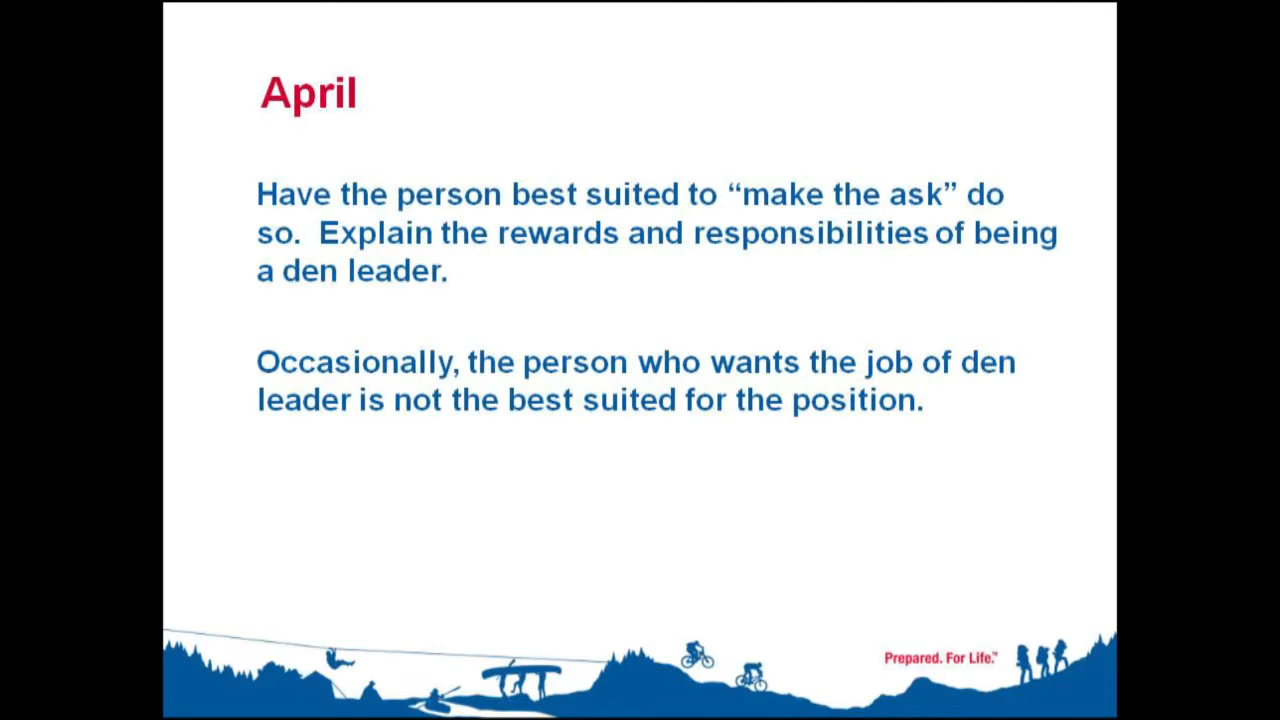 April
Have the person best suited to “make the ask” do
so.  Explain the rewards and responsibilities of being
a den leader.
Occasionally, the person who wants the job of den
leader is not the best suited for the position.
Prepared. For Life.™